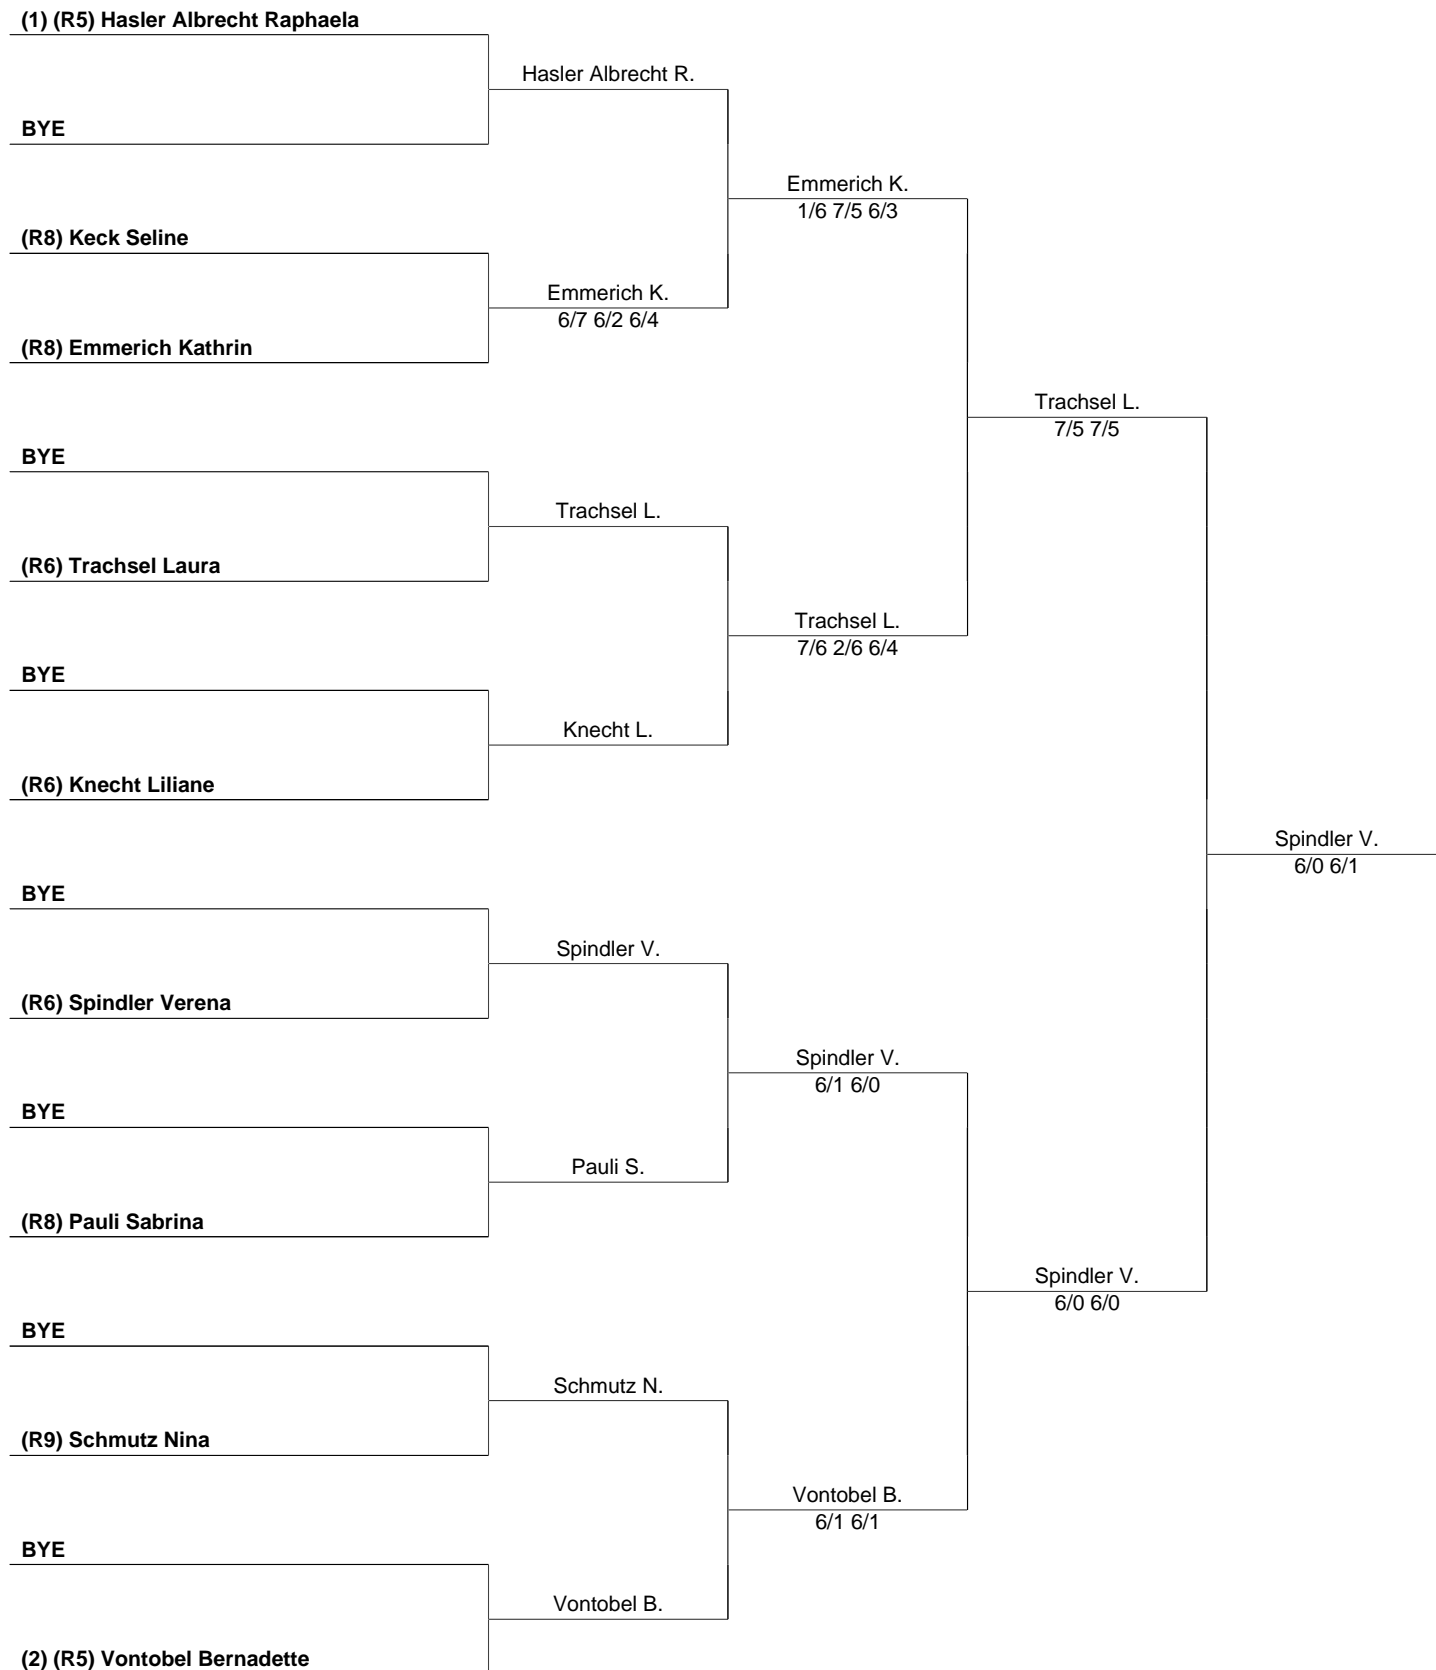 (1) (R5) Hasler Albrecht Raphaela
Hasler Albrecht R.
BYE
Emmerich K.
1/6 7/5 6/3
(R8) Keck Seline
Emmerich K.
6/7 6/2 6/4
(R8) Emmerich Kathrin
Trachsel L.
7/5 7/5
BYE
Trachsel L.
(R6) Trachsel Laura
Trachsel L.
7/6 2/6 6/4
BYE
Knecht L.
(R6) Knecht Liliane
Spindler V.
6/0 6/1
BYE
Spindler V.
(R6) Spindler Verena
Spindler V.
6/1 6/0
BYE
Pauli S.
(R8) Pauli Sabrina
Spindler V.
6/0 6/0
BYE
Schmutz N.
(R9) Schmutz Nina
Vontobel B.
6/1 6/1
BYE
Vontobel B.
(2) (R5) Vontobel Bernadette